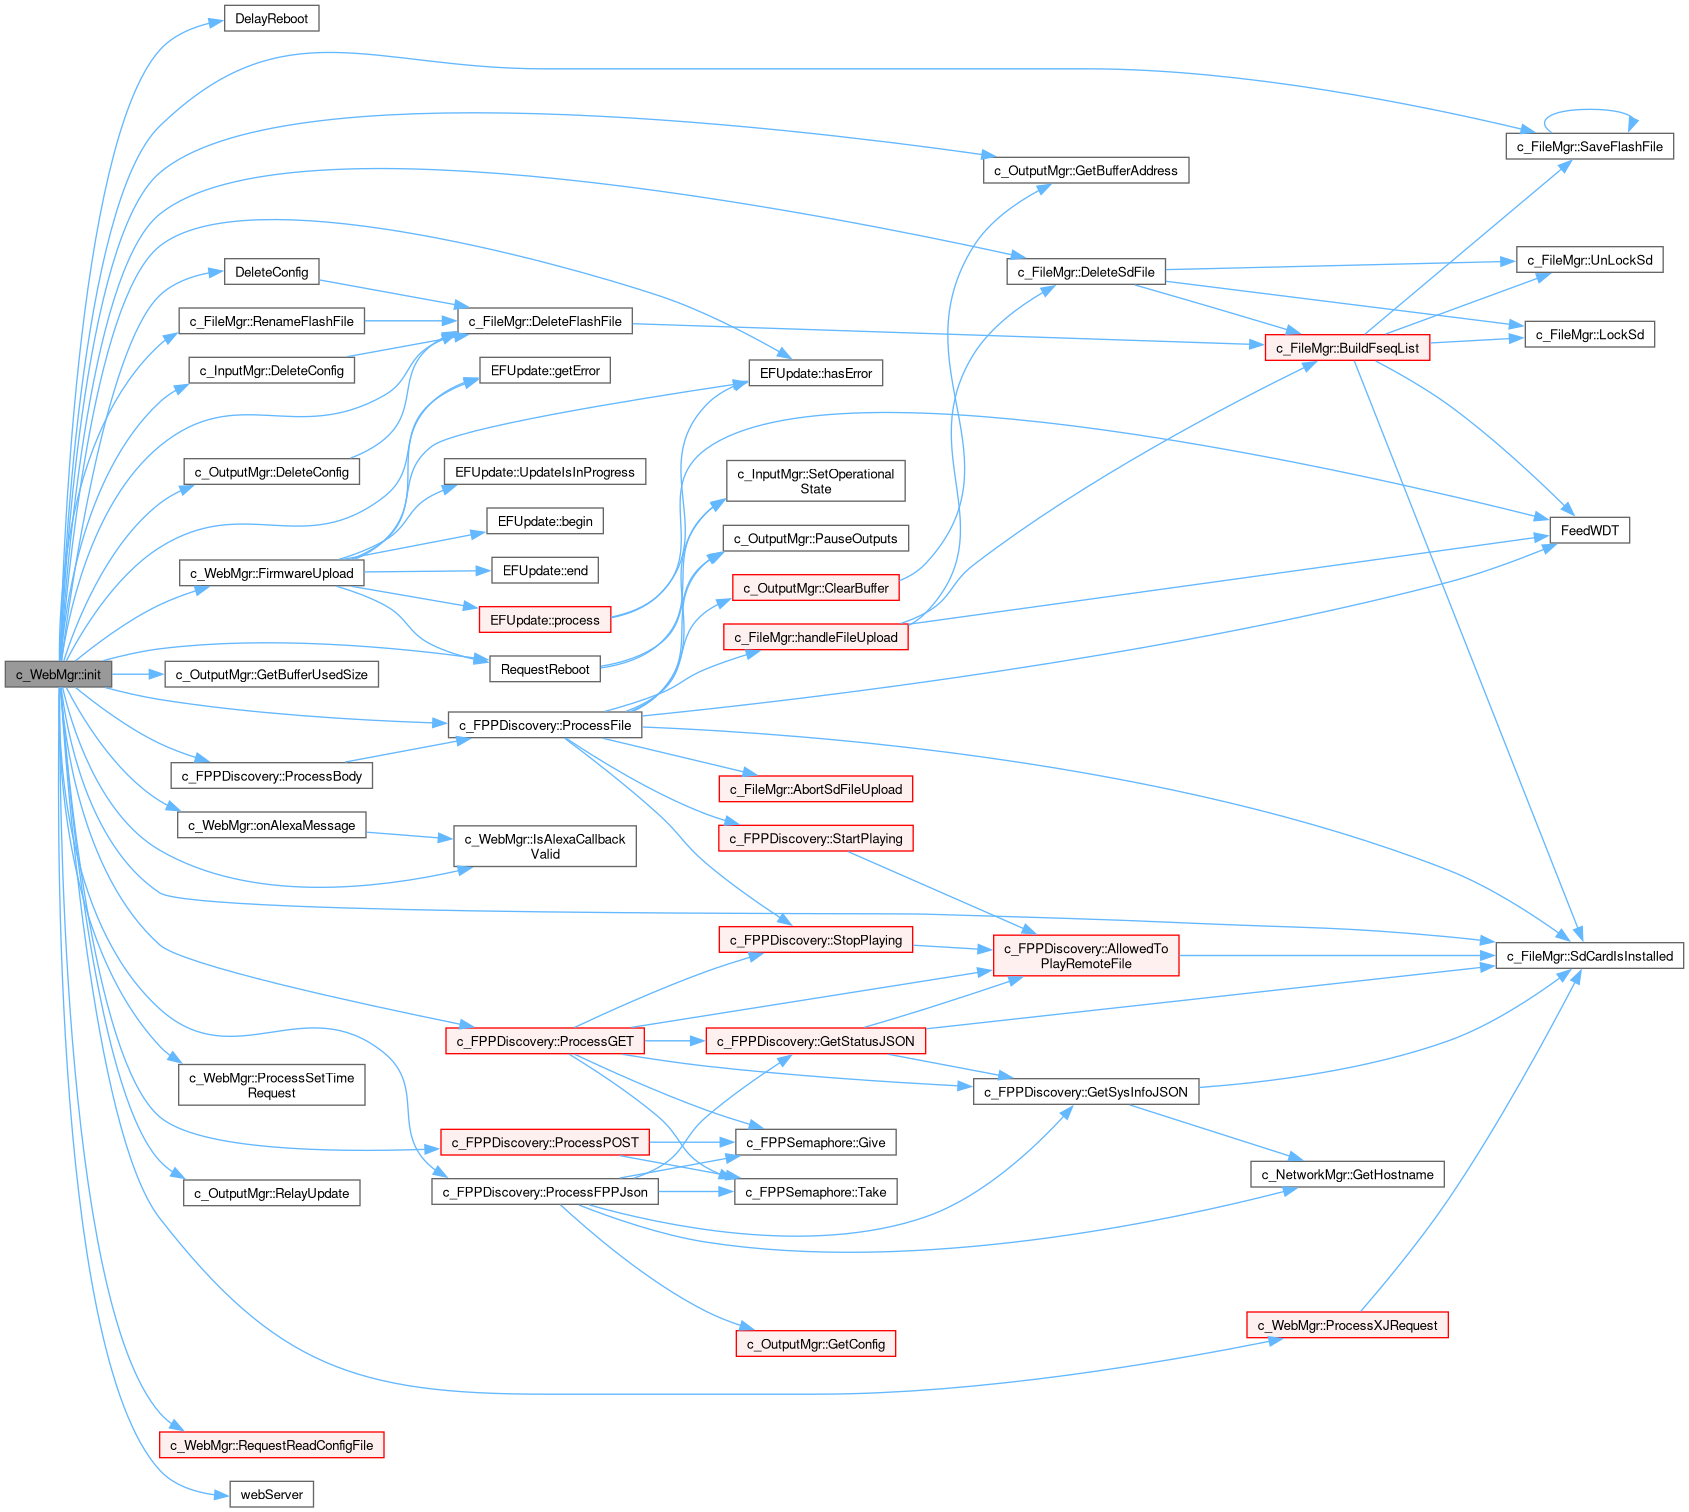 DelayReboot
c_FileMgr::SaveFlashFile
c_OutputMgr::GetBufferAddress
c_FileMgr::UnLockSd
DeleteConfig
c_FileMgr::DeleteSdFile
c_FileMgr::RenameFlashFile
c_FileMgr::DeleteFlashFile
c_FileMgr::LockSd
c_FileMgr::BuildFseqList
c_InputMgr::DeleteConfig
EFUpdate::getError
EFUpdate::hasError
c_OutputMgr::DeleteConfig
EFUpdate::UpdateIsInProgress
c_InputMgr::SetOperational
State
EFUpdate::begin
FeedWDT
c_OutputMgr::PauseOutputs
c_WebMgr::FirmwareUpload
EFUpdate::end
c_OutputMgr::ClearBuffer
EFUpdate::process
c_FileMgr::handleFileUpload
c_WebMgr::init
c_OutputMgr::GetBufferUsedSize
RequestReboot
c_FPPDiscovery::ProcessFile
c_FPPDiscovery::ProcessBody
c_FileMgr::AbortSdFileUpload
c_WebMgr::onAlexaMessage
c_WebMgr::IsAlexaCallback
Valid
c_FPPDiscovery::StartPlaying
c_FPPDiscovery::StopPlaying
c_FPPDiscovery::AllowedTo
PlayRemoteFile
c_FileMgr::SdCardIsInstalled
c_FPPDiscovery::ProcessGET
c_FPPDiscovery::GetStatusJSON
c_WebMgr::ProcessSetTime
Request
c_FPPDiscovery::GetSysInfoJSON
c_FPPDiscovery::ProcessPOST
c_FPPSemaphore::Give
c_NetworkMgr::GetHostname
c_OutputMgr::RelayUpdate
c_FPPDiscovery::ProcessFPPJson
c_FPPSemaphore::Take
c_WebMgr::ProcessXJRequest
c_OutputMgr::GetConfig
c_WebMgr::RequestReadConfigFile
webServer